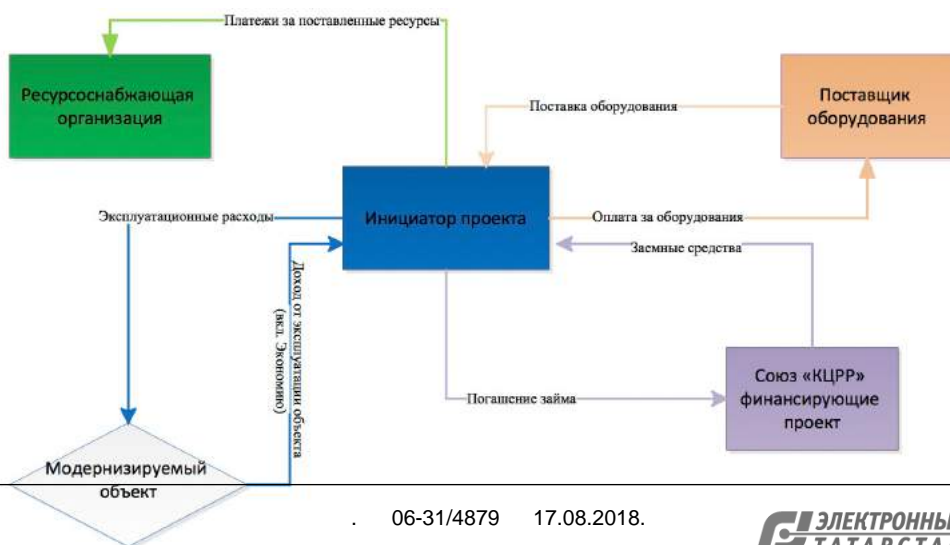 Платежи за поставленные ресурсы
Ресурсоснабжающая
организация
Поставщик
оборудования
Поставка оборудования
Инициатор проекта
Эксплуатационные расходы
Оплата за оборудования
Заемные средства
Доход от эксплуатации объекта
(вкл. Экономию)
Союз «КЦРР»
финансирующие
проект
Погашение займа
Модернизируемый
объект
. 06-31/4879 17.08.2018.